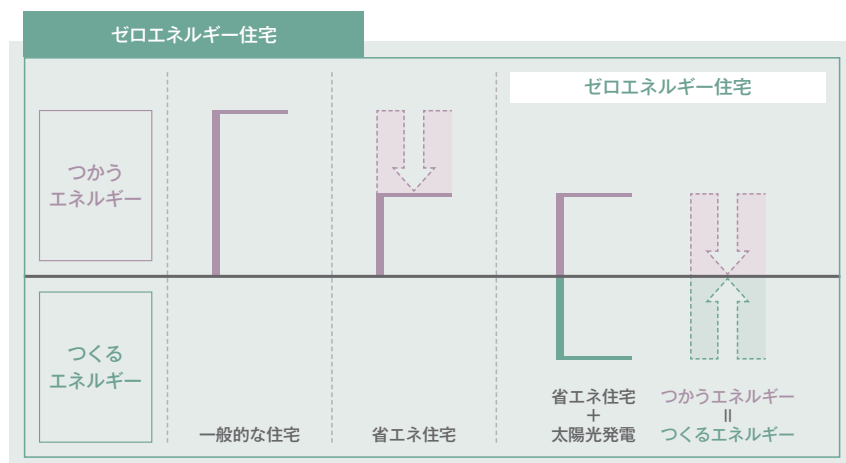 ゼロエネルギー住宅
ゼロエネルギー住宅
つかう
エネルギー
つくる
エネルギー
一般的な住宅
省エネ住宅
省エネ住宅
+
太陽光発電
つかうエネルギー
=
つくるエネルギー